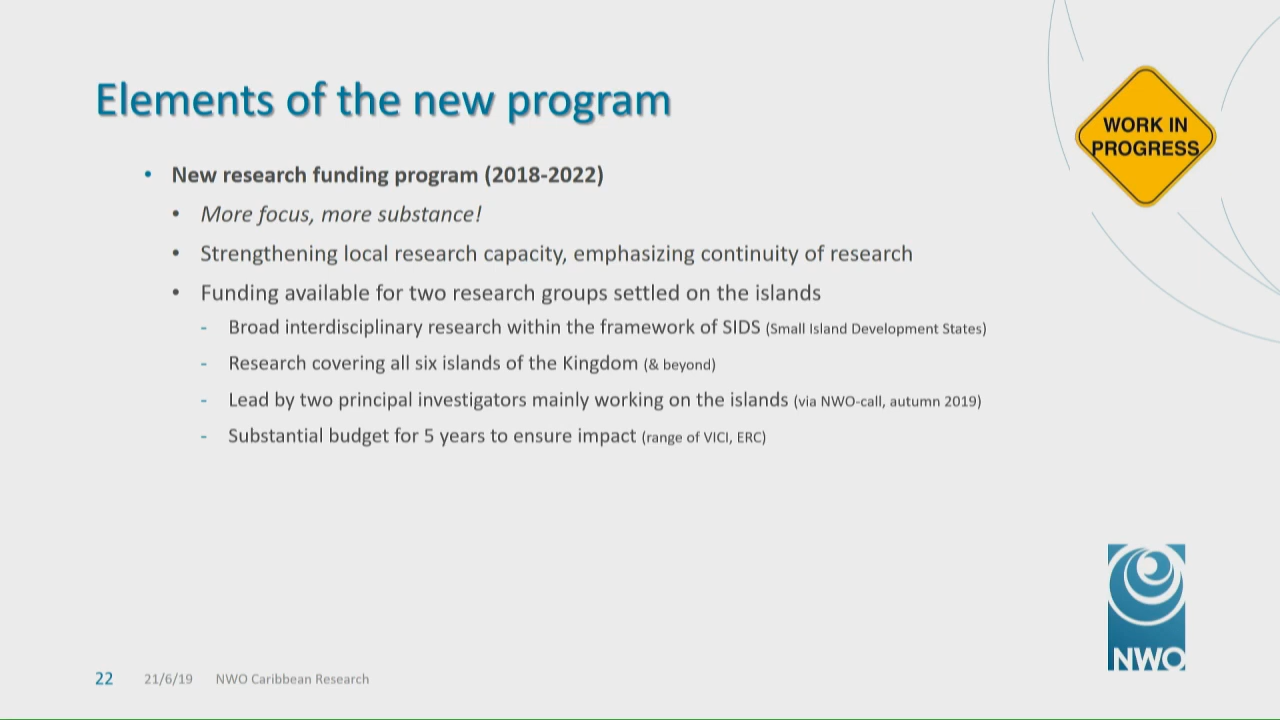 Elements of the new program
WORK IN
PROGRESS
• New research funding program (2018-2022)
• More focus, more substance!
• Strengthening local research capacity, emphasizing continuity of research
• Funding available for two research groups settled on the islands
- Broad interdisciplinary research within the framework of SIDS (Small Island Development States)
- Research covering all six islands of the Kingdom (& beyond)
- Lead by two principal investigators mainly working on the islands (via NWO-call, autumn 2019)
- Substantial budget for 5 years to ensure impact (range of VICI, ERC)
NWO
22 21/6/19 NWO Caribbean Research